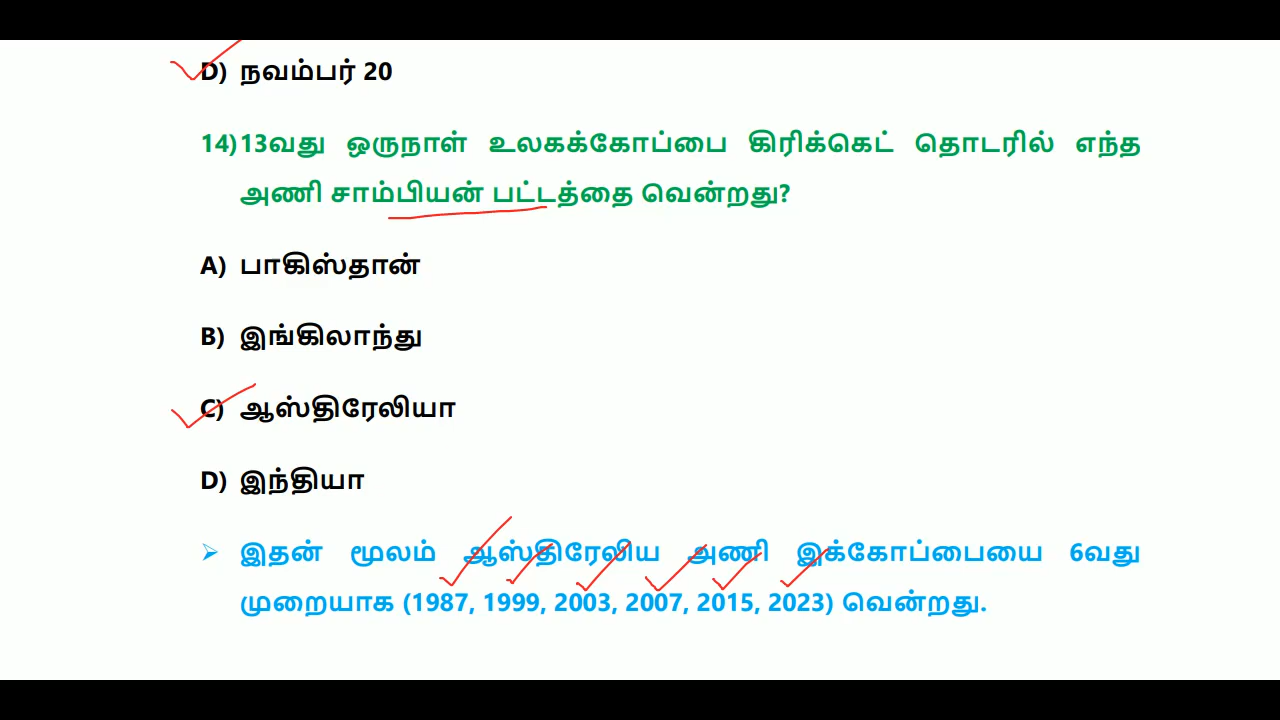 D) நவம்பர் 20
14)13வது ஒருநாள் உலகக்கோப்பை கிரிக்கெட் தொடரில் எந்த
அணி சாம்பியன் பட்டத்தை வென்றது?
A) பாகிஸ்தான்
B) இங்கிலாந்து
C) ஆஸ்திரேலியா
D) இந்தியா
➢ இதன் மூலம் ஆஸ்திரேலிய அணி இக்கோப்பையை 6வது
முறையாக (1987, 1999, 2003, 2007, 2015, 2023) வென்றது.